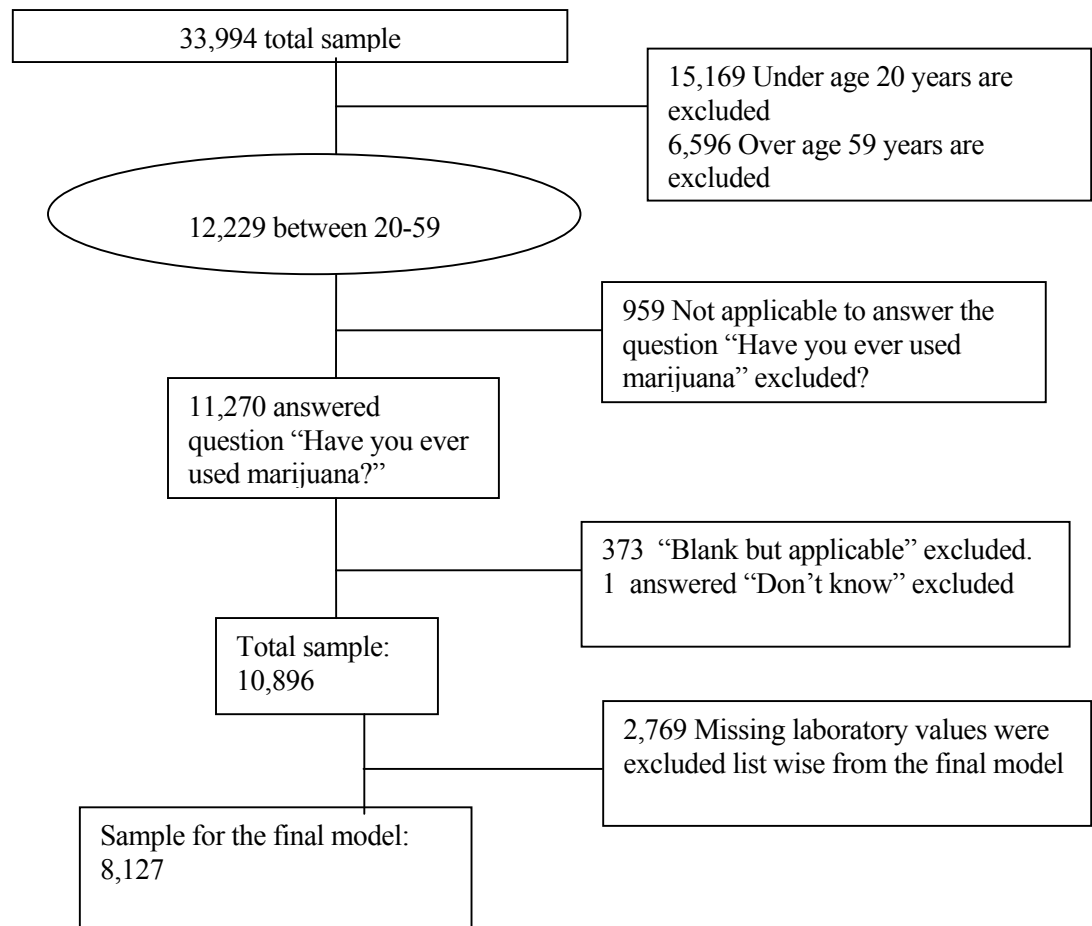 33,994 total sample
15,169 Under age 20 years are
excluded
6,596 Over age 59 years are
excluded
12,229 between 20-59
959 Not applicable to answer the
question “Have you ever used
marijuana” excluded?
11,270 answered
question “Have you ever
used marijuana?”
373 “Blank but applicable” excluded.
1 answered “Don’t know” excluded
Total sample:
10,896
2,769 Missing laboratory values were
excluded list wise from the final model
Sample for the final model:
8,127